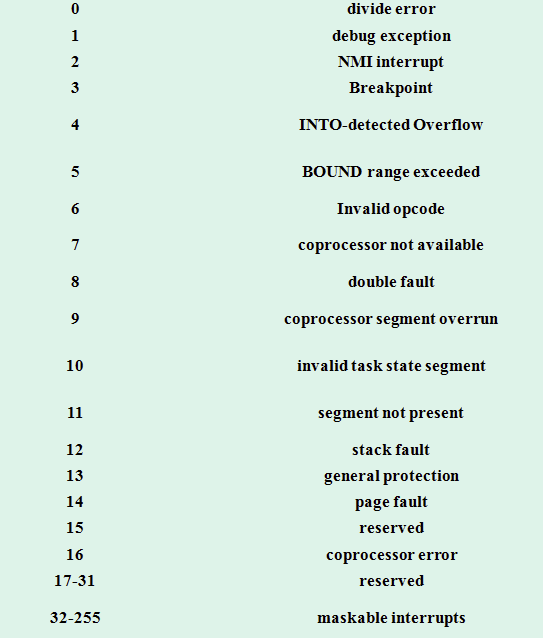 0 divide error
1 debug exception
2 NMI interrupt
3 Breakpoint
4 INTO-detected Overflow
5 BOUND range exceeded
6 Invalid opcode
7 coprocessor not available
8 double fault
9 coprocessor segment overrun
10 invalid task state segment
11 segment not present
12 stack fault
13 general protection
14 page fault
15 reserved
16 coprocessor error
17-31 reserved
32-255 maskable interrupts